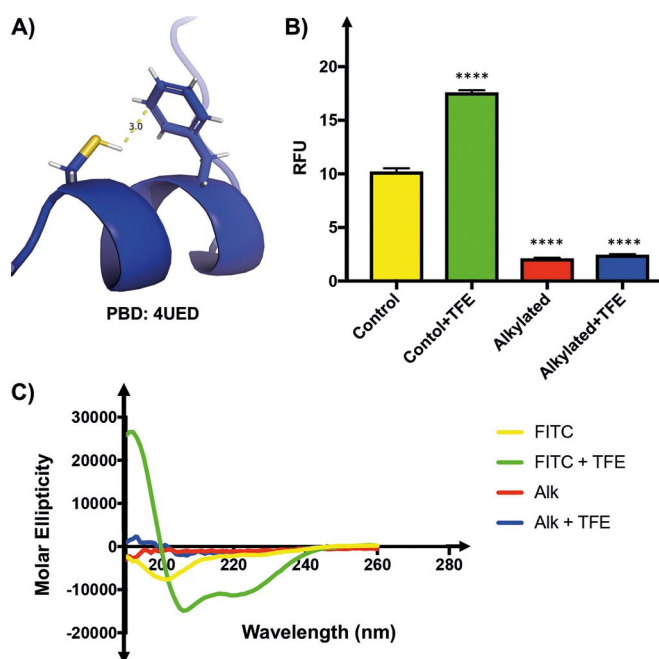 A)
3.0
PBD: 4UED
B)
RFU
20
15
10
5
0
****
****
****
Control
Contol+TFE
Alkylated
Alkylated+TFE
C)
Molar Ellipticity
30000
20000
10000
0
-10000
-20000
200
220
240
260
280
Wavelength (nm)
FITC
FITC + TFE
Alk
Alk + TFE